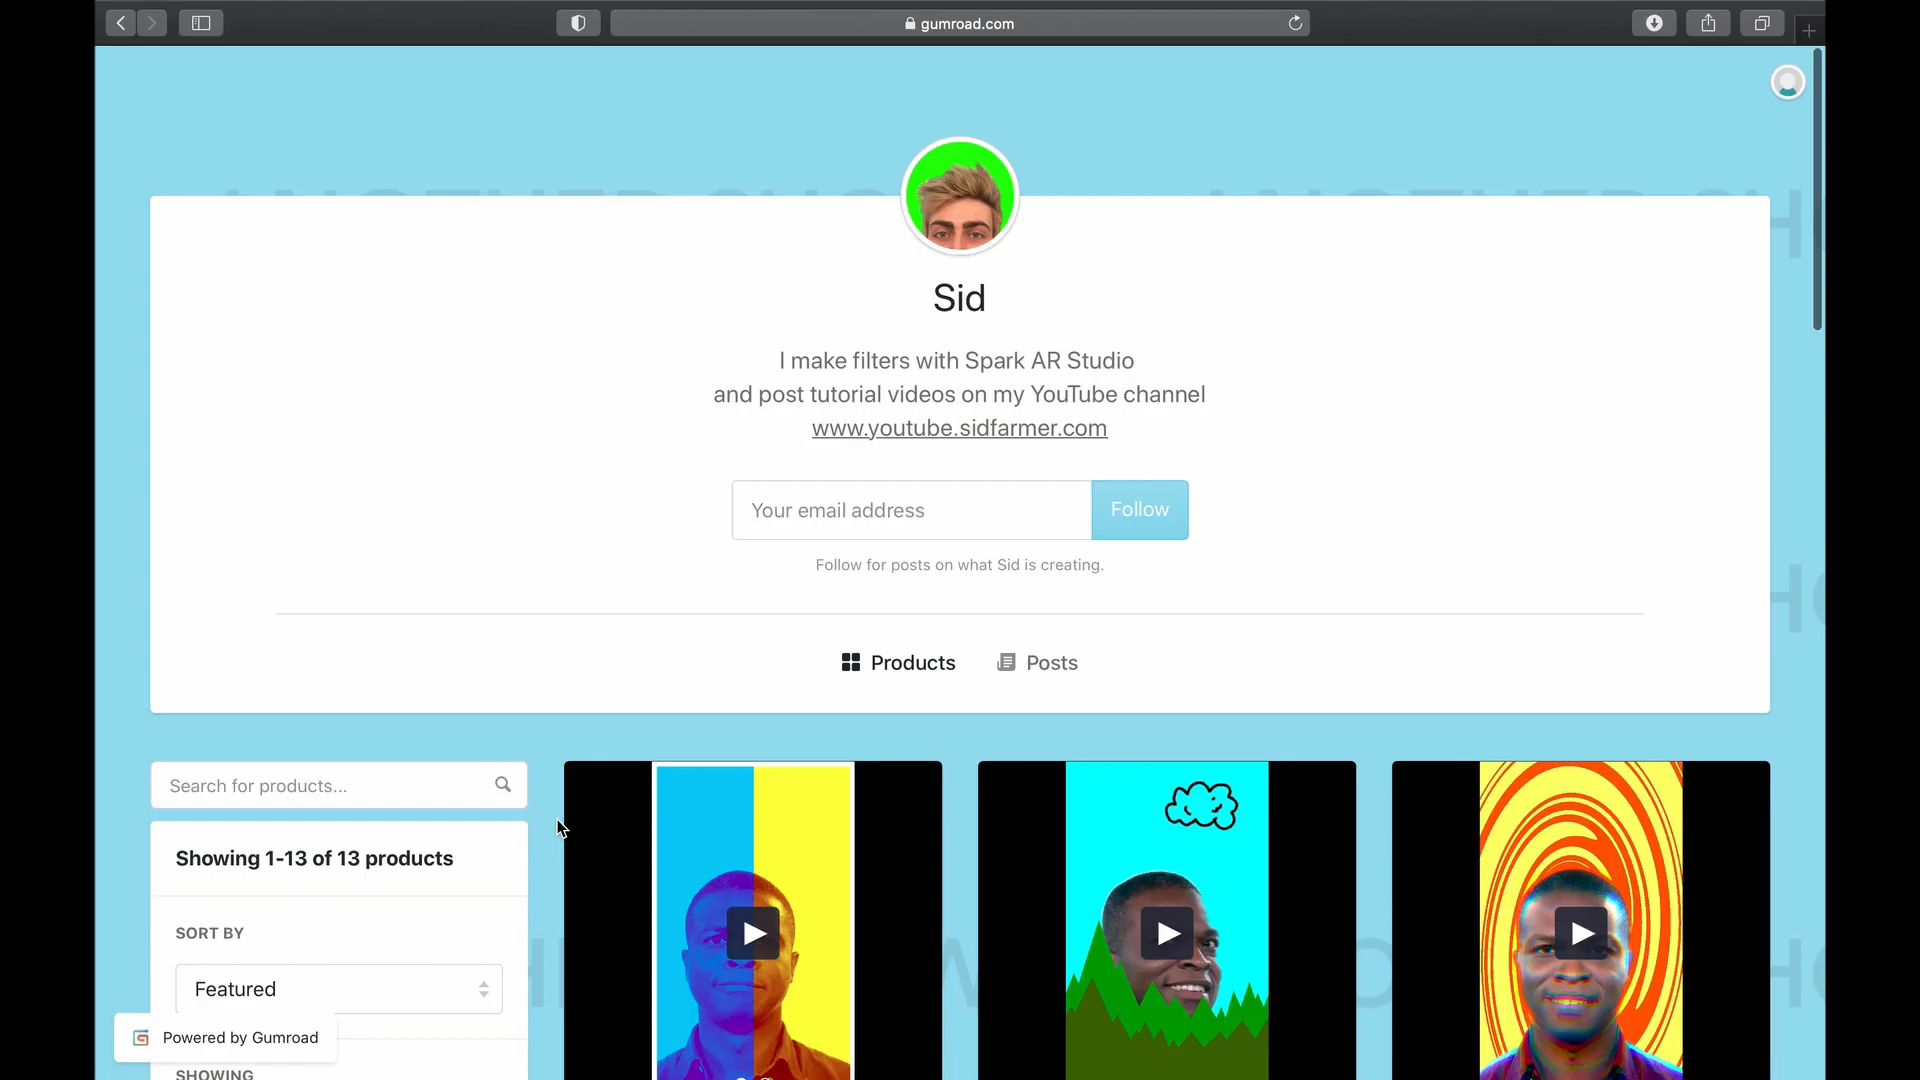 gumroad.com
Sid
I make filters with Spark AR Studio
and post tutorial videos on my YouTube channel
www.youtube.sidfarmer.com
Your email address
Follow
Follow for posts on what Sid is creating.
Products
Posts
Search for products...
Showing 1-13 of 13 products
SORT BY
Featured
Powered by Gumroad
SHOWING